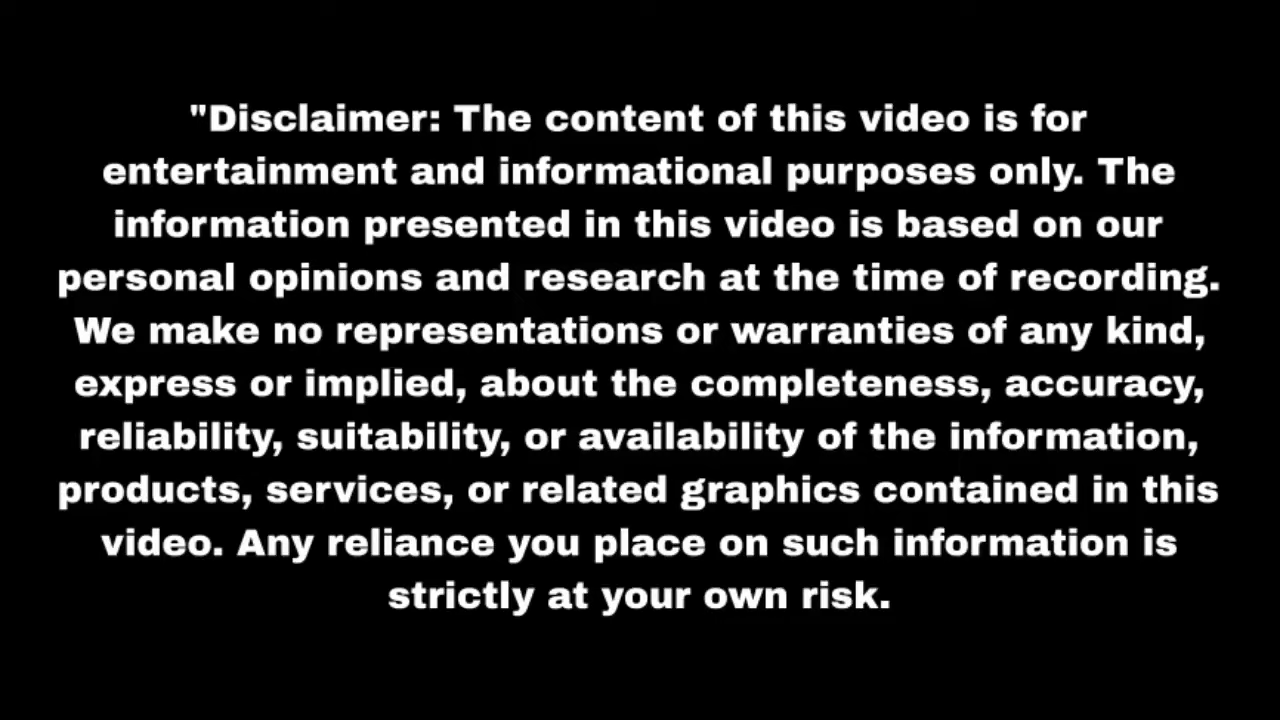 "Disclaimer: The content of this video is for
entertainment and informational purposes only. The
information presented in this video is based on our
personal opinions and research at the time of recording.
We make no representations or warranties of any kind,
express or implied, about the completeness, accuracy,
reliability, suitability, or availability of the information,
products, services, or related graphics contained in this
video. Any reliance you place on such information is
strictly at your own risk.